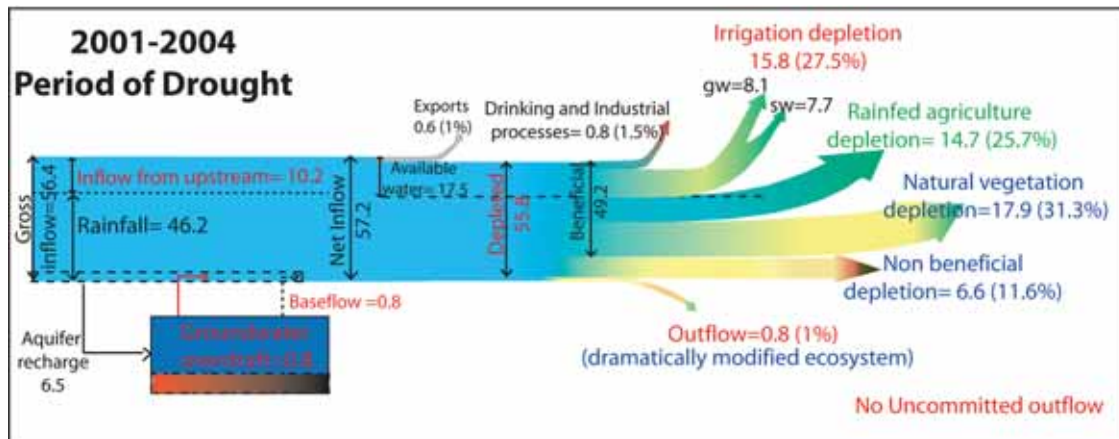 2001-2004
Period of Drought
Irrigation depletion
15.8 (27.5%)
gw=8.1
sw=7.7
Exports
0.6 (1%)
Drinking and Industrial
processes= 0.8 (1.5%)
Rainfed agriculture
depletion= 14.7 (25.7%)
Gross
inflow=56.4
Inflow from upstream= 10.2
Rainfall= 46.2
Net Inflow
57.2
Available
water= 17.5
Depleted
55.8
Beneficial
49.2
Natural vegetation
depletion=17.9 (31.3%)
Non beneficial
depletion= 6.6 (11.6%)
Baseflow =0.8
Aquifer
recharge
6.5
Groundwater
overdraft=0.8
Outflow=0.8 (1%)
(dramatically modified ecosystem)
No Uncommitted outflow